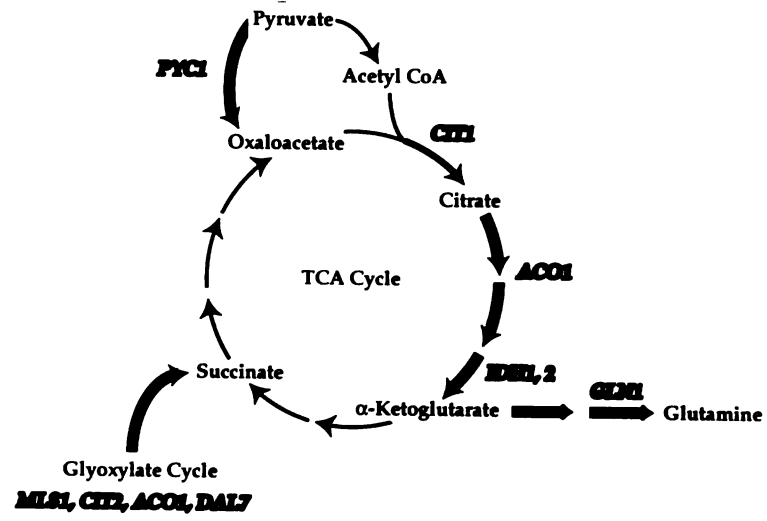 Pyruvate
PYC1
Acetyl CoA
Oxaloacetate
CIT1
Citrate
TCA Cycle
ACO1
Succinate
IDH1, 2
α-Ketoglutarate
GLN1
Glutamine
Glyoxylate Cycle
MLS1, CIT2, ACO1, DAL7